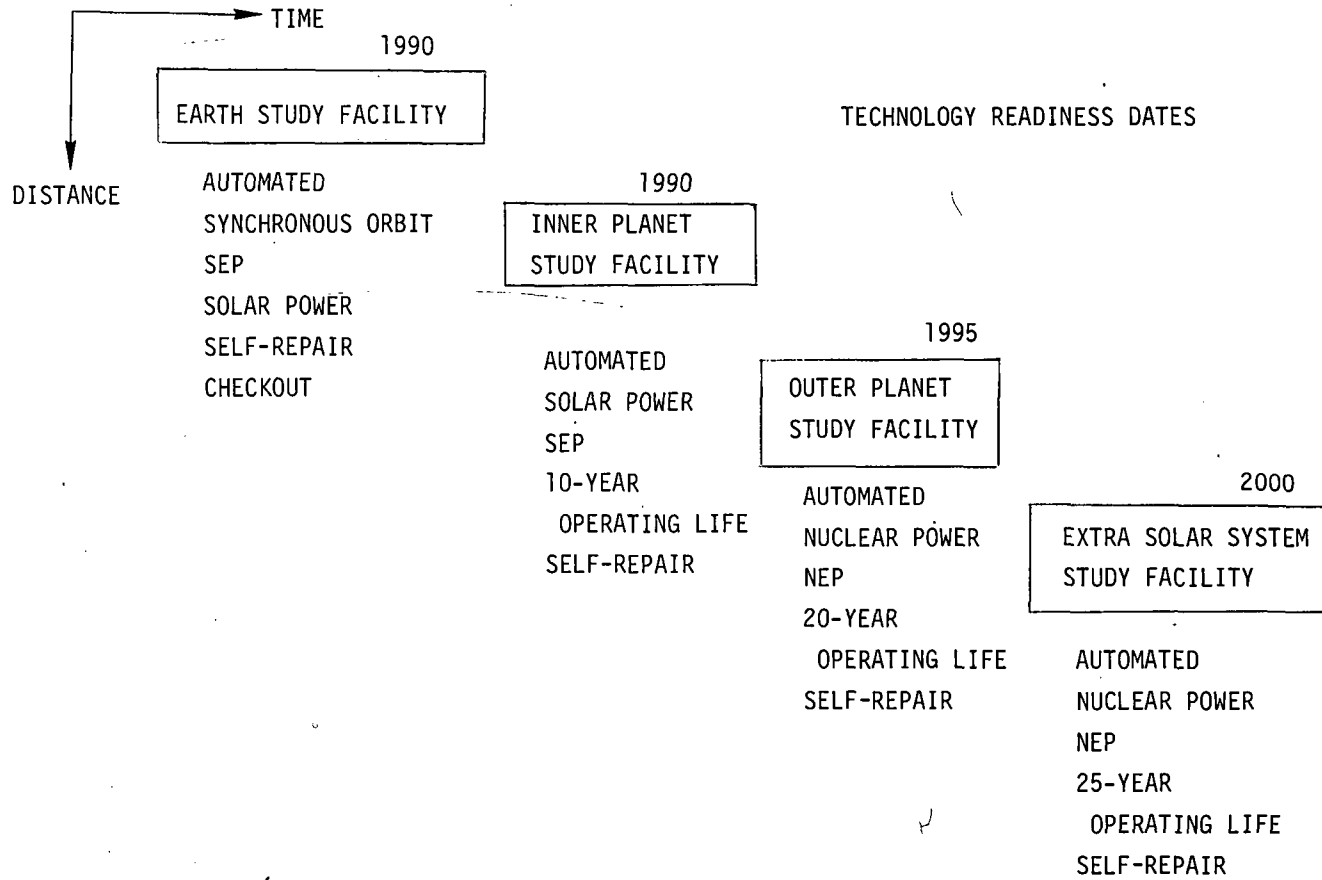 TIME
1990
EARTH STUDY FACILITY
TECHNOLOGY READINESS DATES
DISTANCE
AUTOMATED
SYNCHRONOUS ORBIT
SEP
SOLAR POWER
SELF-REPAIR
CHECKOUT
1990
INNER PLANET
STUDY FACILITY
AUTOMATED
SOLAR POWER
SEP
10-YEAR
OPERATING LIFE
SELF-REPAIR
1995
OUTER PLANET
STUDY FACILITY
AUTOMATED
NUCLEAR POWER
NEP
20-YEAR
OPERATING LIFE
SELF-REPAIR
2000
EXTRA SOLAR SYSTEM
STUDY FACILITY
AUTOMATED
NUCLEAR POWER
NEP
25-YEAR
OPERATING LIFE
SELF-REPAIR